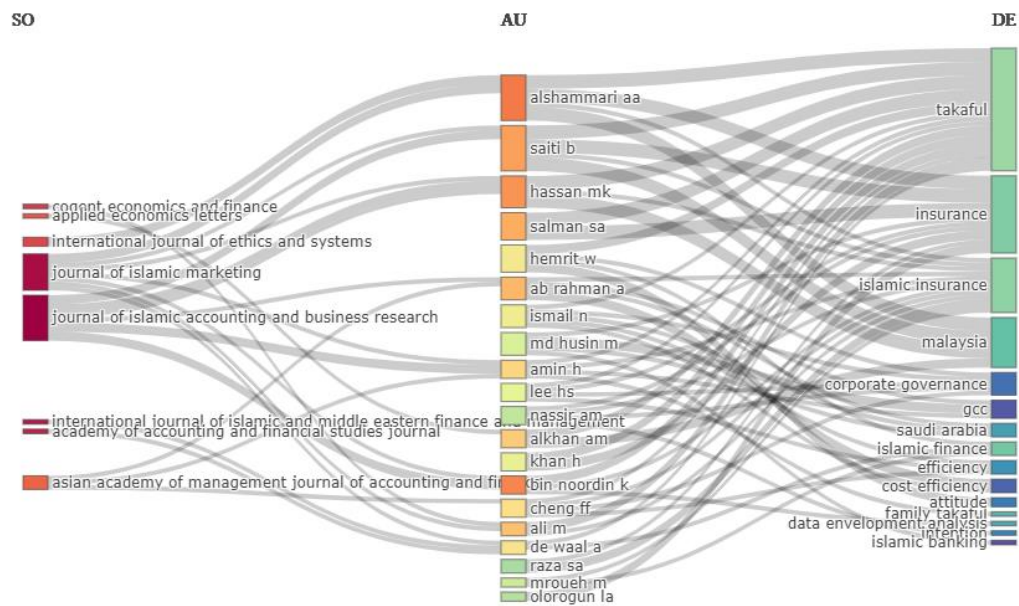 SO
AU
DE
cogent economics and finance
applied economics letters
international journal of ethics and systems
journal of islamic marketing
journal of islamic accounting and business research
international journal of islamic and middle eastern finance and management
academy of accounting and financial studies journal
asian academy of management journal of accounting and
alshammari aa
saiti b
hassan mk
salman sa
hemrit w
ab rahman a
ismail n
md husin m
amin h
lee hs
nassir am
alkhan am
khan h
bin noordin k
cheng ff
ali m
de waal a
raza sa
mroueh m
olorogun la
takaful
insurance
islamic insurance
malaysia
corporate governance
gcc
saudi arabia
islamic finance
efficiency
cost efficiency
attitude
family takaful
data envelopment analysis
intention
islamic banking